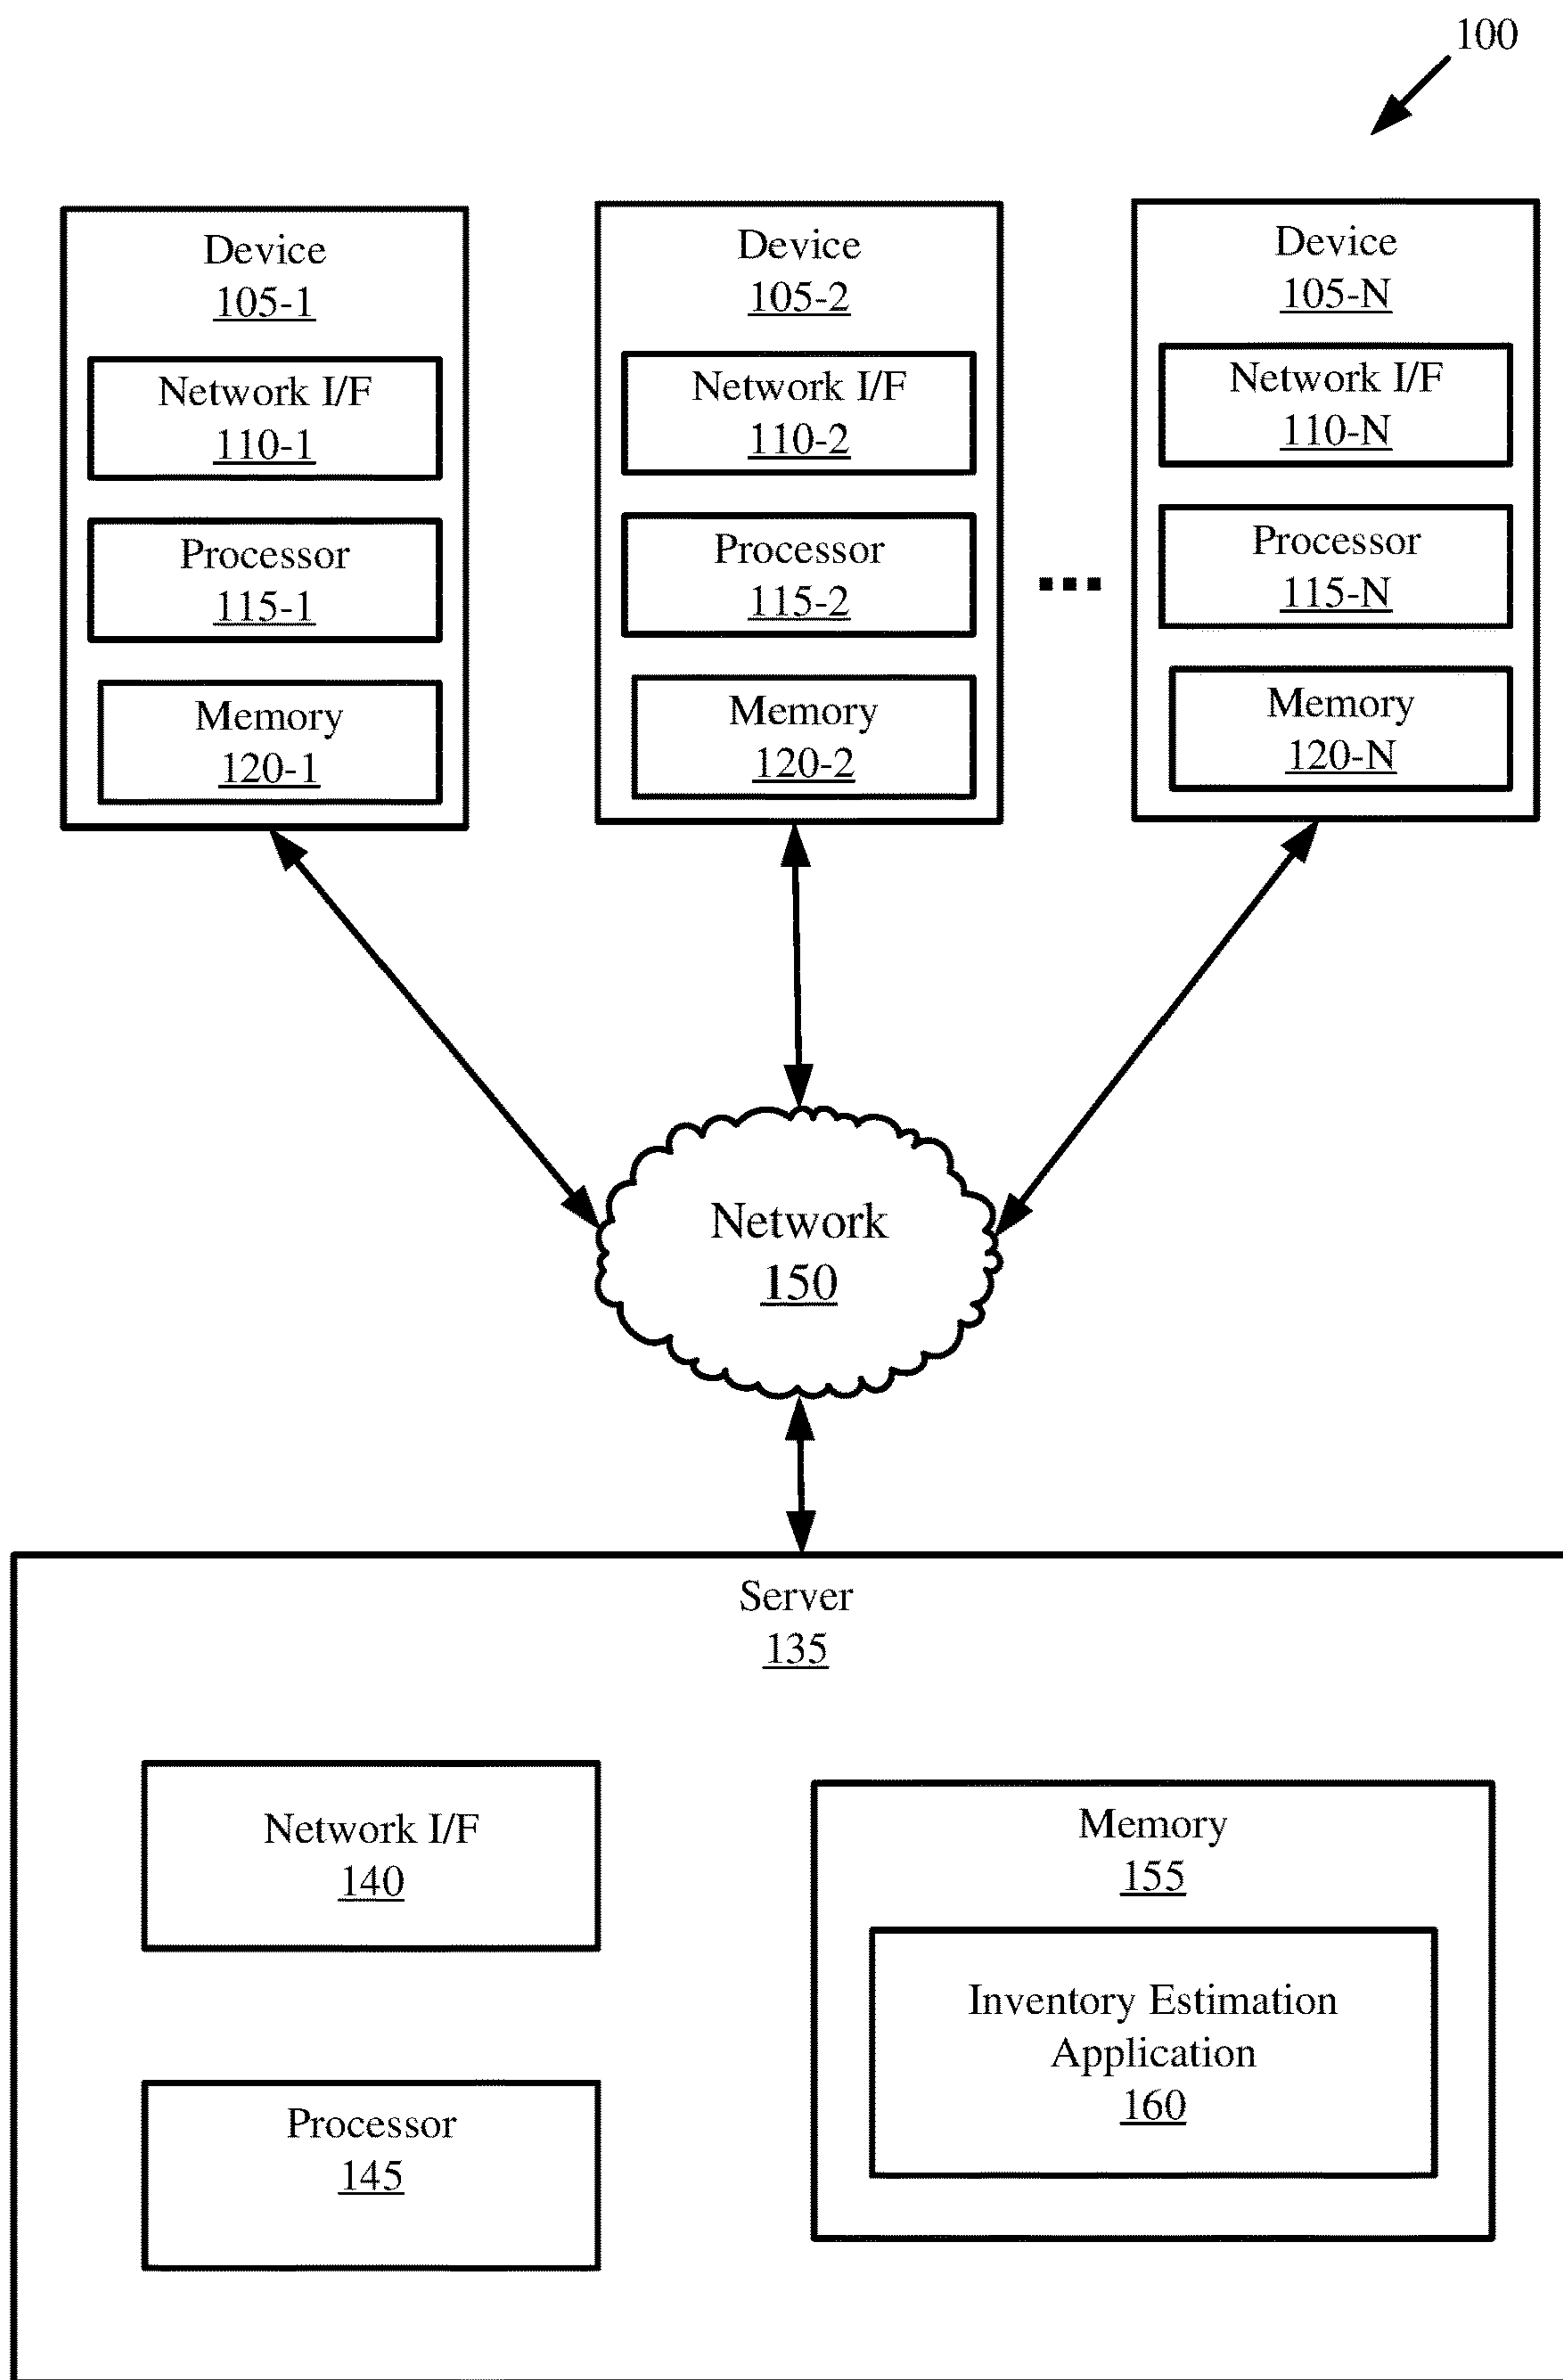 100
Device
105-1
Network I/F
110-1
Processor
115-1
Memory
120-1
Device
105-2
Network I/F
110-2
Processor
115-2
Memory
120-2
Device
105-N
Network I/F
110-N
Processor
115-N
Memory
120-N
Network
150
Server
135
Network I/F
140
Processor
145
Memory
155
Inventory Estimation
Application
160